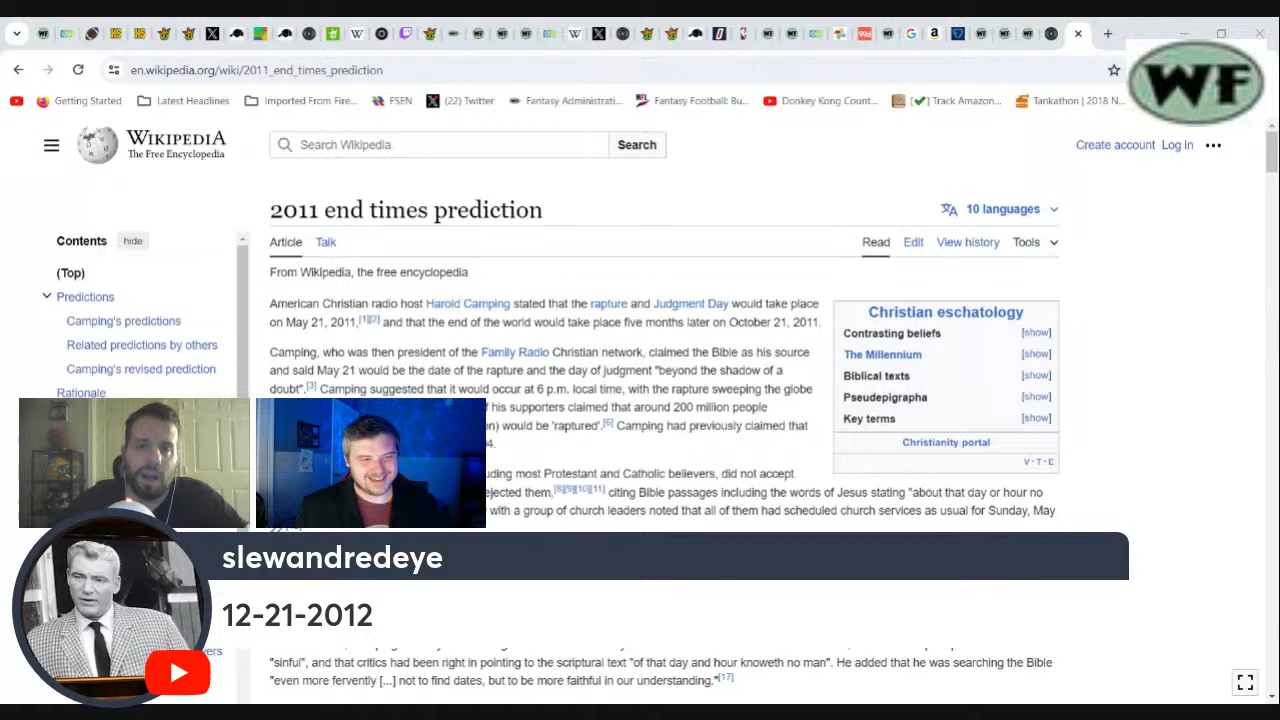 WF
en.wikipedia.org/wiki/2011_end_times_prediction
Getting Started
Latest Headlines
Imported From Fire...
FSEN
(22) Twitter
Fantasy Administrati...
Fantasy Football: Bu...
Donkey Kong Count...
Track Amazon...
Tankathon | 2018 N...
WIKIPEDIA
The Free Encyclopedia
Search Wikipedia
Search
Create account Log in
2011 end times prediction
10 languages
Contents hide
Article Talk
Read Edit View history Tools
(Top)
Predictions
Camping's predictions
Related predictions by others
Camping's revised prediction
Rationale
From Wikipedia, the free encyclopedia
American Christian radio host Harold Camping stated that the rapture and Judgment Day would take place
on May 21, 2011,[1][2] and that the end of the world would take place five months later on October 21, 2011.
Camping, who was then president of the Family Radio Christian network, claimed the Bible as his source
and said May 21 would be the date of the rapture and the day of judgment "beyond the shadow of a
doubt".[3] Camping suggested that it would occur at 6 p.m. local time, with the rapture sweeping the globe
f his supporters claimed that around 200 million people
on) would be 'raptured'.[6] Camping had previously claimed that
4.
uding most Protestant and Catholic believers, did not accept
ejected them,[8][9][10][11] citing Bible passages including the words of Jesus stating "about that day or hour no
y with a group of church leaders noted that all of them had scheduled church services as usual for Sunday, May
Christian eschatology
Contrasting beliefs [show]
The Millennium [show]
Biblical texts [show]
Pseudepigrapha [show]
Key terms [show]
Christianity portal
V · T · E
slewandredeye
12-21-2012
vers
"sinful", and that critics had been right in pointing to the scriptural text "of that day and hour knoweth no man". He added that he was searching the Bible
"even more fervently [...] not to find dates, but to be more faithful in our understanding."[17]